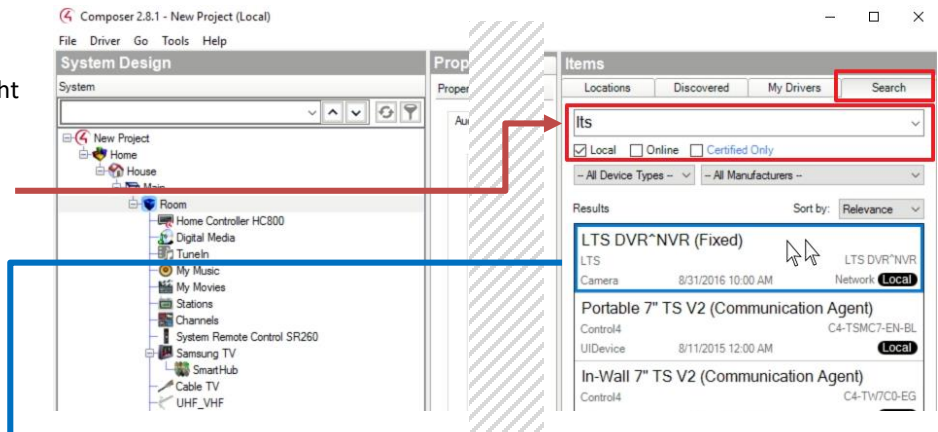 Composer 2.8.1 - New Project (Local)
File Driver Go Tools Help
ht
System Design
System
New Project
Home
House
Main
Room
Home Controller HC800
Digital Media
TuneIn
My Music
My Movies
Stations
Channels
System Remote Control SR260
Samsung TV
SmartHub
Cable TV
UHF_VHF
Prop
Proper
Au
Items
Locations Discovered My Drivers Search
lts
Local Online Certified Only
-- All Device Types -- -- All Manufacturers --
Results Sort by: Relevance
LTS DVR^NVR (Fixed)
LTS LTS DVR^NVR
Camera 8/31/2016 10:00 AM Network Local
Portable 7" TS V2 (Communication Agent)
Control4 C4-TSMC7-EN-BL
UIDevice 8/11/2015 12:00 AM Local
In-Wall 7" TS V2 (Communication Agent)
Control4 C4-TW7C0-EG